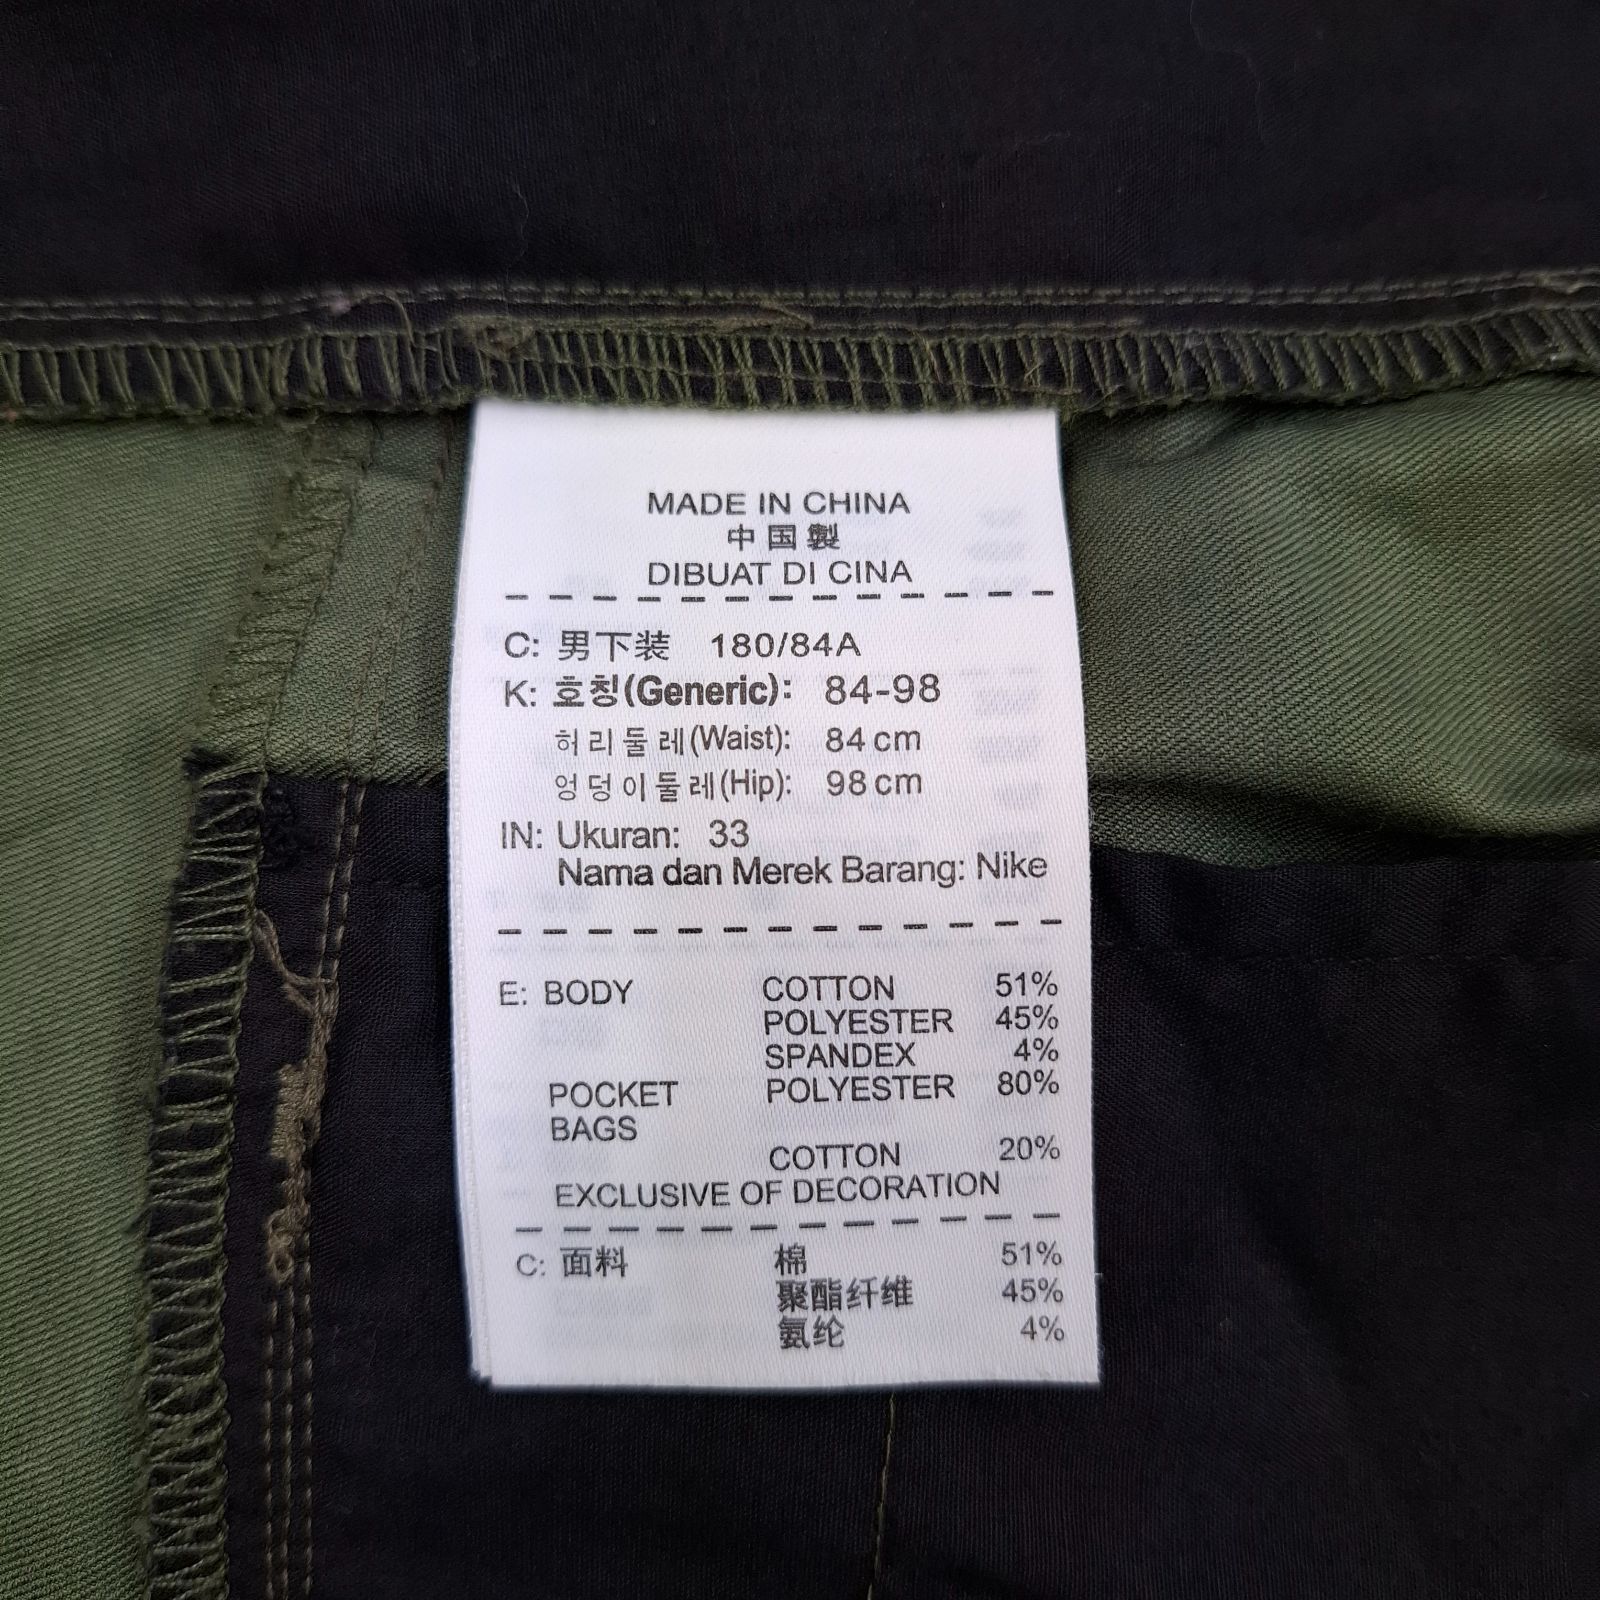 MADE IN CHINA
中国製
DIBUAT DI CINA
C: 男下装 180/84A
K: 호칭(Generic): 84-98
허리둘레(Waist): 84 cm
엉덩이둘레(Hip): 98 cm
IN: Ukuran: 33
Nama dan Merek Barang: Nike
E: BODY COTTON 51%
POLYESTER 45%
SPANDEX 4%
POCKET POLYESTER 80%
BAGS
COTTON 20%
EXCLUSIVE OF DECORATION
C: 面料 棉 51%
聚酯纤维 45%
氨纶 4%